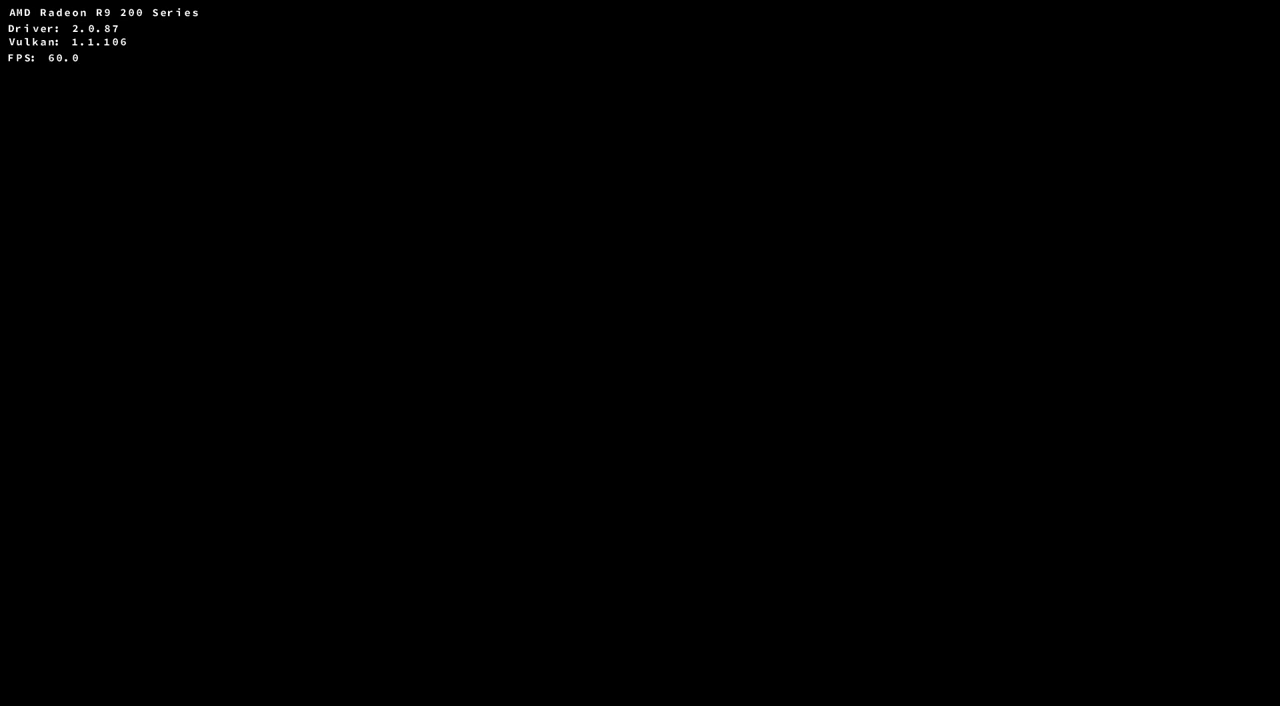 AMD Radeon R9 200 Series
Driver: 2.0.87
Vulkan: 1.1.106
FPS: 60.0